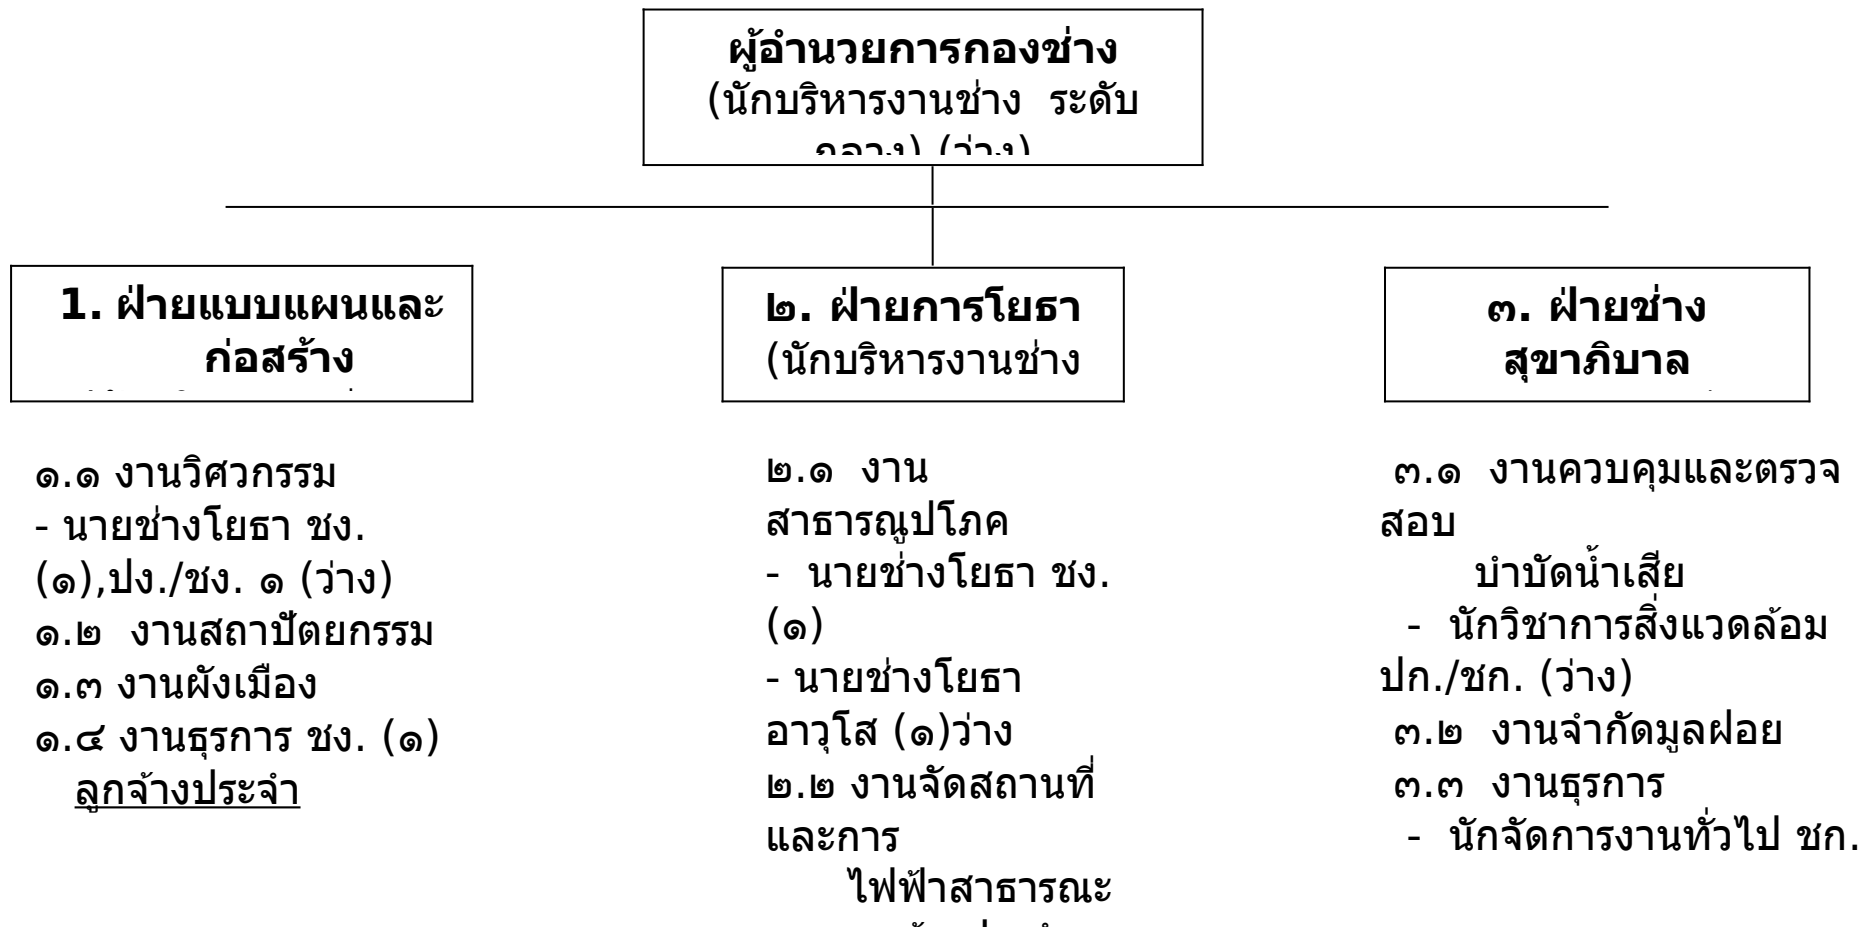 ผู้อำนวยการกองช่าง
(นักบริหารงานช่าง  ระดับ
กลาง) (ว่าง)
1. ฝ่ายแบบแผนและ
ก่อสร้าง
๒. ฝ่ายการโยธา
(นักบริหารงานช่าง
๓. ฝ่ายช่าง
สุขาภิบาล
๑.๑ งานวิศวกรรม
- นายช่างโยธา ชง.
(๑),ปง./ชง. ๑ (ว่าง)
๑.๒  งานสถาปัตยกรรม
๑.๓ งานผังเมือง
๑.๔ งานธุรการ ชง. (๑)
ลูกจ้างประจำ
๒.๑  งาน
สาธารณูปโภค
-  นายช่างโยธา ชง.
(๑)
- นายช่างโยธา
อาวุโส (๑)ว่าง
๒.๒ งานจัดสถานที่
และการ
ไฟฟ้าสาธารณะ
๓.๑  งานควบคุมและตรวจ
สอบ
บำบัดน้ำเสีย
-  นักวิชาการสิ่งแวดล้อม
ปก./ชก. (ว่าง)
๓.๒  งานจำกัดมูลฝอย
๓.๓  งานธุรการ
-  นักจัดการงานทั่วไป ชก.